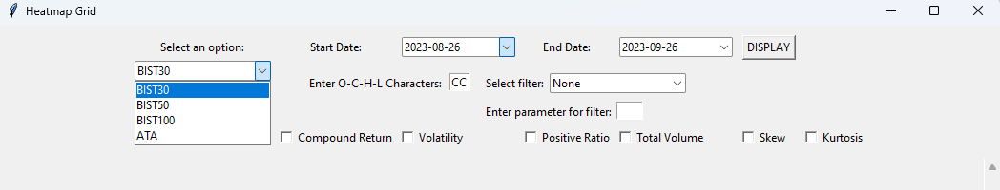 Heatmap Grid
Select an option: Start Date: 2023-08-26 End Date: 2023-09-26 DISPLAY
BIST30 Enter O-C-H-L Characters: CC Select filter: None
BIST30
BIST50 Enter parameter for filter:
BIST100
ATA Compound Return Volatility Positive Ratio Total Volume Skew Kurtosis